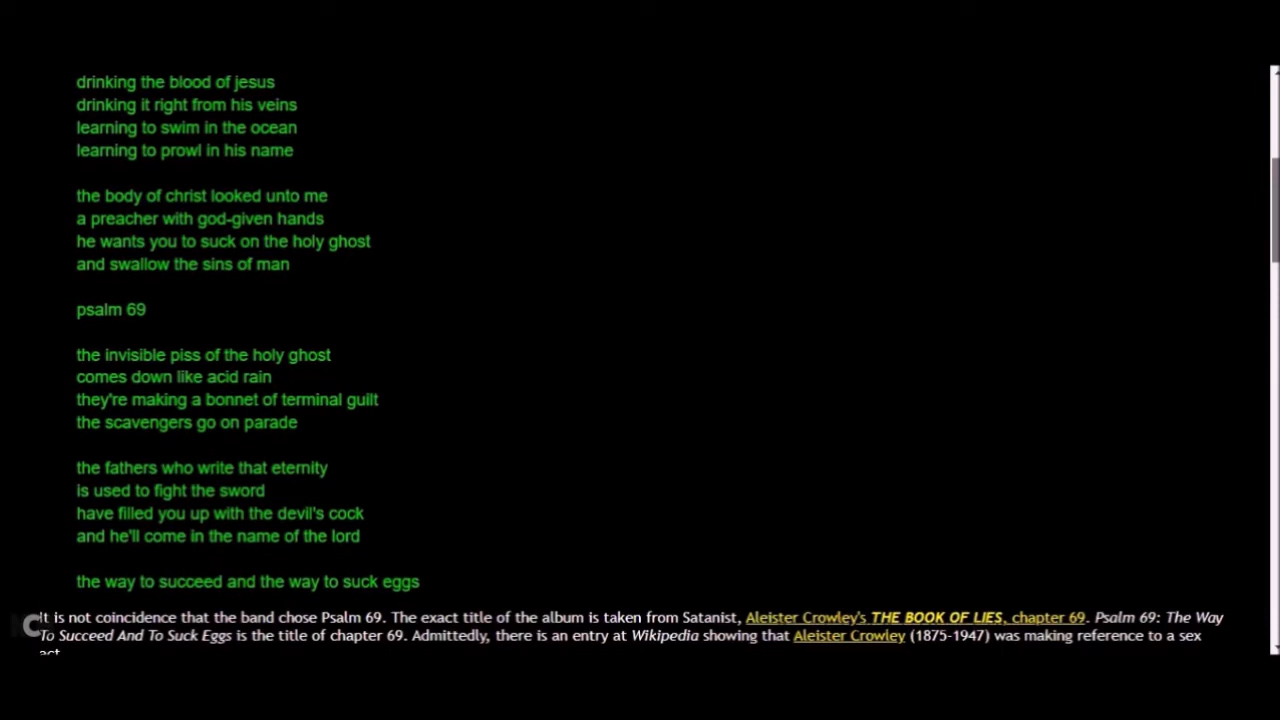 drinking the blood of jesus
drinking it right from his veins
learning to swim in the ocean
learning to prowl in his name
the body of christ looked unto me
a preacher with god-given hands
he wants you to suck on the holy ghost
and swallow the sins of man
psalm 69
the invisible piss of the holy ghost
comes down like acid rain
they're making a bonnet of terminal guilt
the scavengers go on parade
the fathers who write that eternity
is used to fight the sword
have filled you up with the devil's cock
and he'll come in the name of the lord
the way to succeed and the way to suck eggs
It is not coincidence that the band chose Psalm 69. The exact title of the album is taken from Satanist, Aleister Crowley's THE BOOK OF LIES, chapter 69. Psalm 69: The Way
To Succeed And To Suck Eggs is the title of chapter 69. Admittedly, there is an entry at Wikipedia showing that Aleister Crowley (1875-1947) was making reference to a sex
act